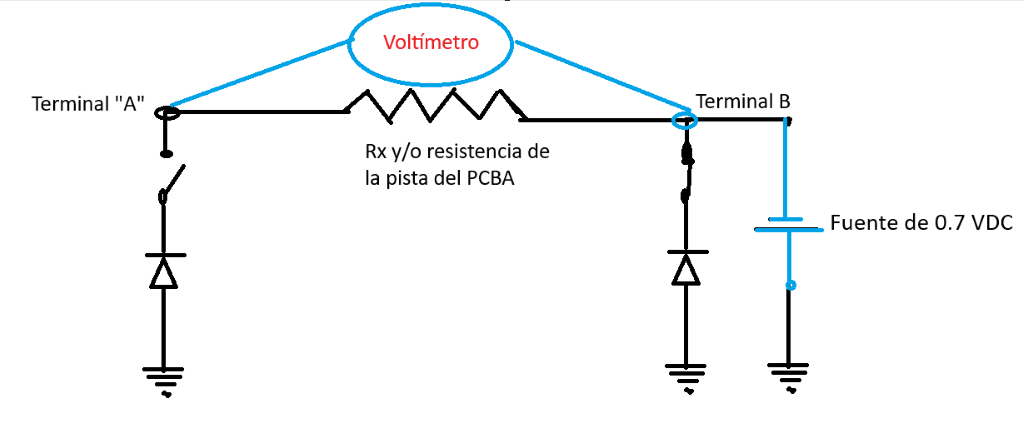 Voltímetro
Terminal "A"
Terminal B
Rx y/o resistencia de
la pista del PCBA
Fuente de 0.7 VDC